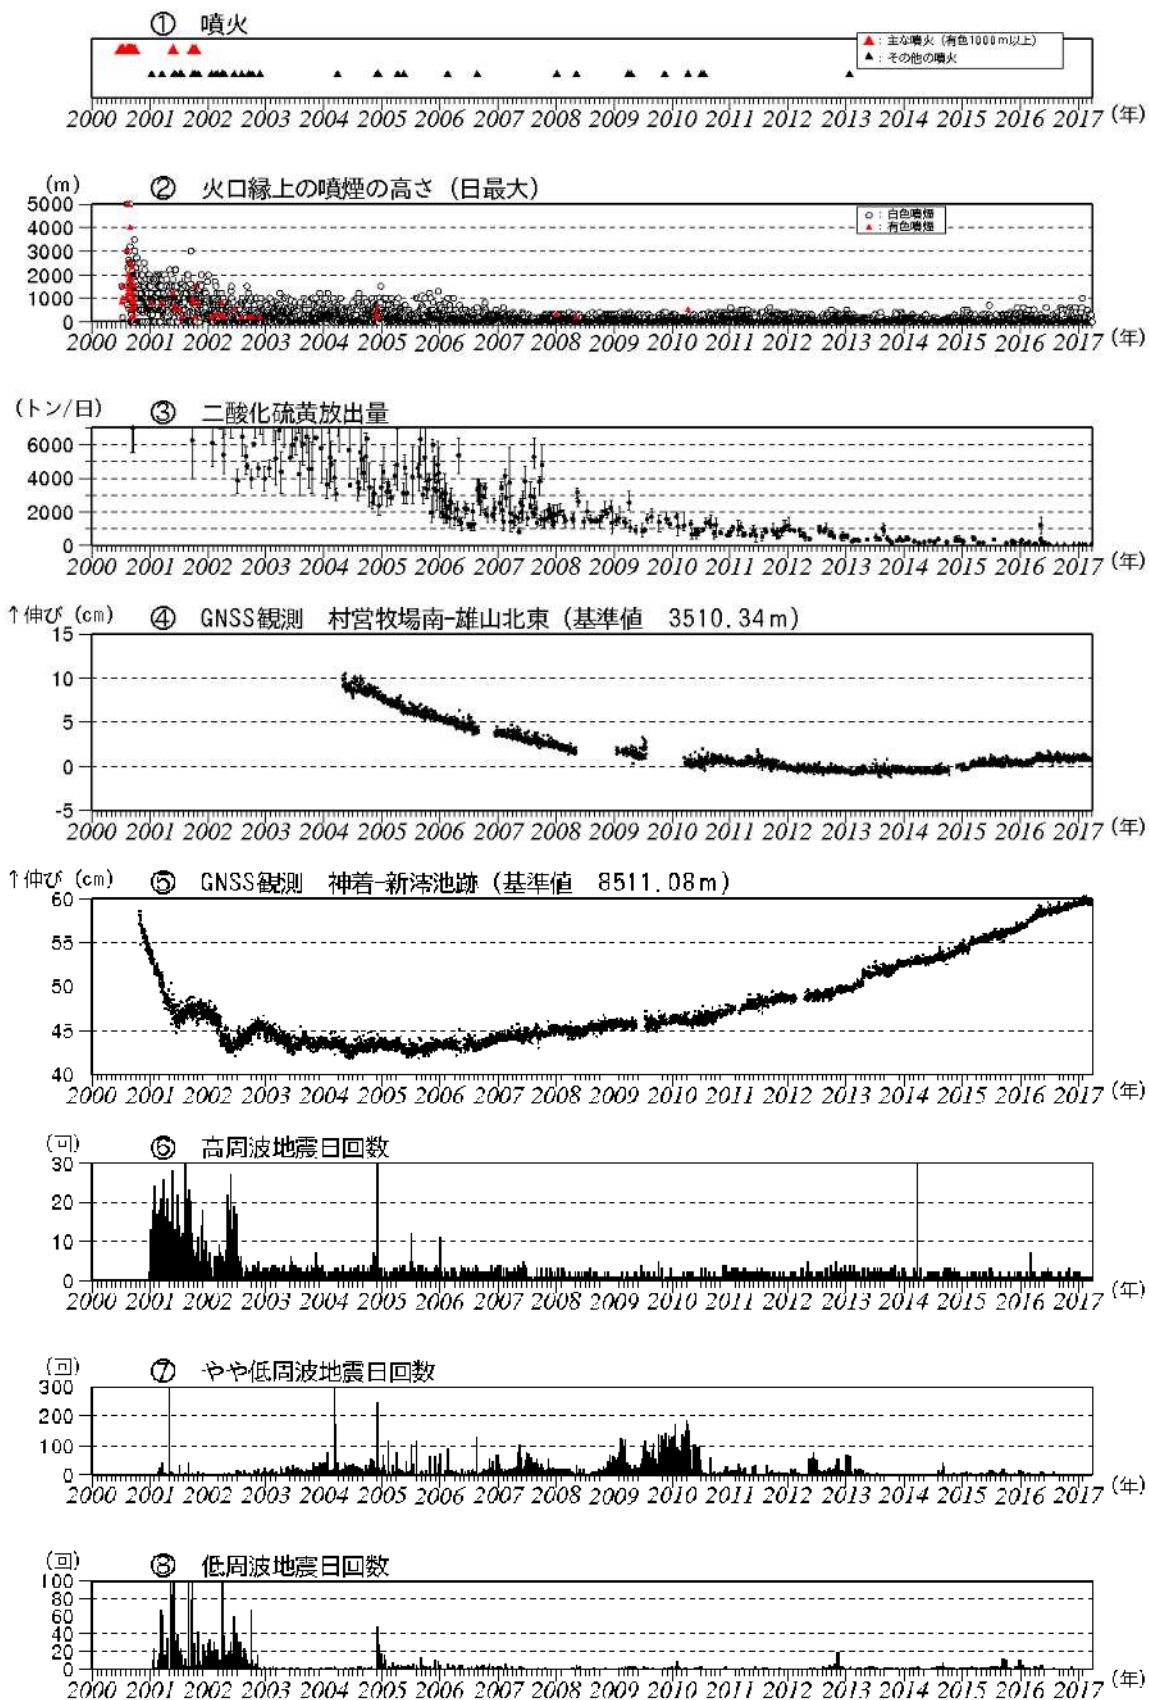 ① 噴火
▲：主な噴火（有色1000m以上）
▲：その他の噴火
2000 2001 2002 2003 2004 2005 2006 2007 2008 2009 2010 2011 2012 2013 2014 2015 2016 2017 (年)
(m) ② 火口縁上の噴煙の高さ（日最大）
○：白色噴煙
▲：有色噴煙
5000
4000
3000
2000
1000
0
2000 2001 2002 2003 2004 2005 2006 2007 2008 2009 2010 2011 2012 2013 2014 2015 2016 2017 (年)
(トン/日) ③ 二酸化硫黄放出量
6000
4000
2000
0
2000 2001 2002 2003 2004 2005 2006 2007 2008 2009 2010 2011 2012 2013 2014 2015 2016 2017 (年)
↑伸び (cm) ④ GNSS観測 村営牧場南-雄山北東（基準値 3510.34m）
15
10
5
0
-5
2000 2001 2002 2003 2004 2005 2006 2007 2008 2009 2010 2011 2012 2013 2014 2015 2016 2017 (年)
↑伸び (cm) ⑤ GNSS観測 神着-新澪池跡（基準値 8511.08m）
60
55
50
45
40
2000 2001 2002 2003 2004 2005 2006 2007 2008 2009 2010 2011 2012 2013 2014 2015 2016 2017 (年)
(回) ⑥ 高周波地震日回数
30
20
10
0
2000 2001 2002 2003 2004 2005 2006 2007 2008 2009 2010 2011 2012 2013 2014 2015 2016 2017 (年)
(回) ⑦ やや低周波地震日回数
300
200
100
0
2000 2001 2002 2003 2004 2005 2006 2007 2008 2009 2010 2011 2012 2013 2014 2015 2016 2017 (年)
(回) ⑧ 低周波地震日回数
100
80
60
40
20
0
2000 2001 2002 2003 2004 2005 2006 2007 2008 2009 2010 2011 2012 2013 2014 2015 2016 2017 (年)